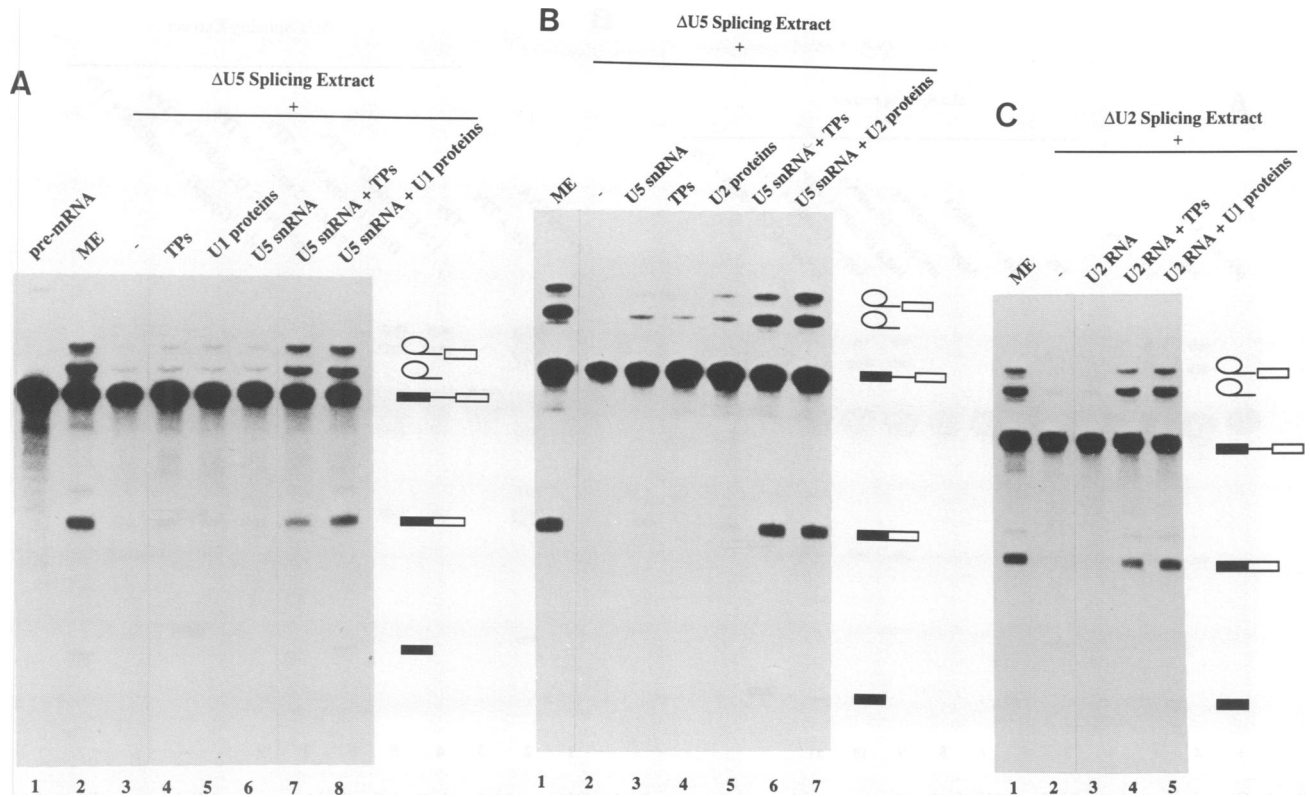 A
ΔU5 Splicing Extract
+
pre-mRNA
ME
-
TPs
U1 proteins
U5 snRNA
U5 snRNA + TPs
U5 snRNA + U1 proteins
1 2 3 4 5 6 7 8
B
ΔU5 Splicing Extract
+
ME
U5 snRNA
TPs
U2 proteins
U5 snRNA + TPs
U5 snRNA + U2 proteins
1 2 3 4 5 6 7
C
ΔU2 Splicing Extract
+
ME
-
U2 RNA
U2 RNA + TPs
U2 RNA + U1 proteins
1 2 3 4 5